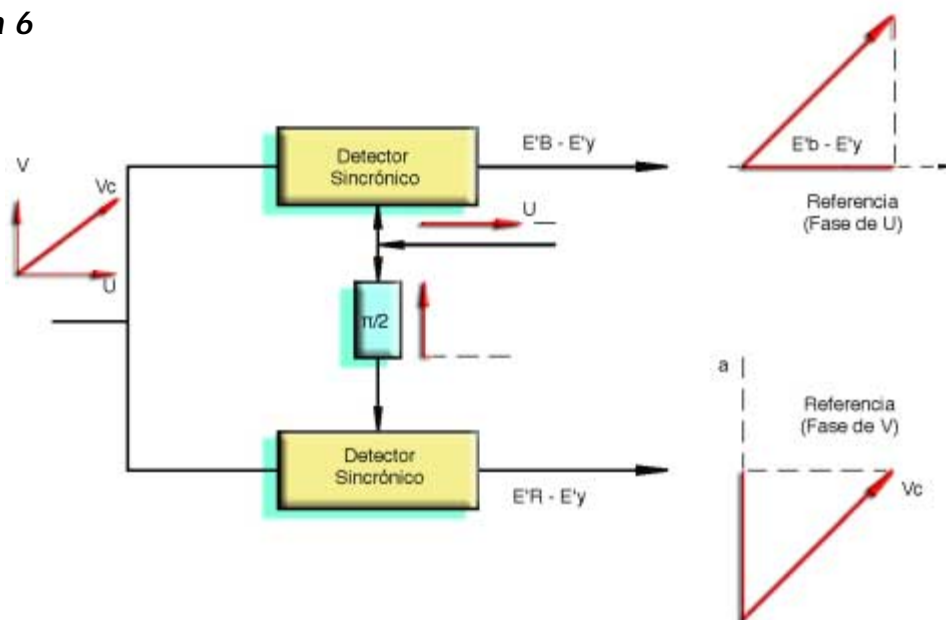 6
V
Vc
U
Detector
Sincrónico
E'B - E'y
U
π/2
Detector
Sincrónico
E'R - E'y
E'b - E'y
Referencia
(Fase de U)
a
Referencia
(Fase de V)
Vc